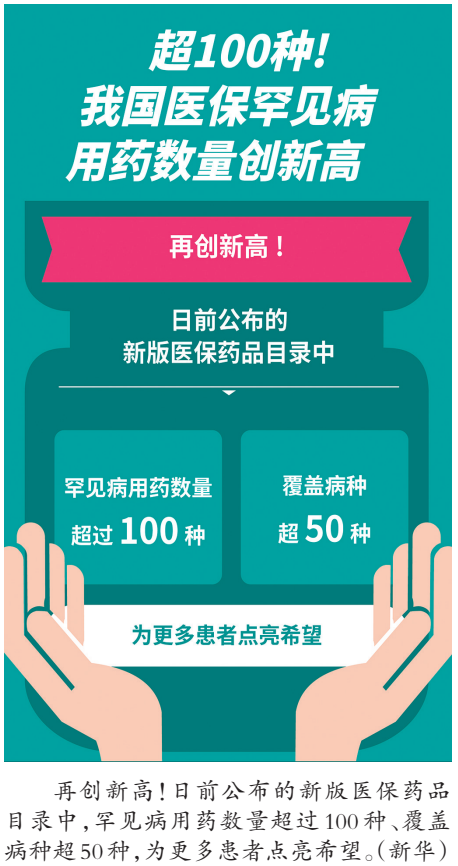 超100种!
我国医保罕见病
用药数量创新高
再创新高！
日前公布的
新版医保药品目录中
罕见病用药数量
超过 100 种
覆盖病种
超 50 种
为更多患者点亮希望
再创新高！日前公布的新版医保药品
目录中，罕见病用药数量超过100种、覆盖
病种超50种，为更多患者点亮希望。（新华）